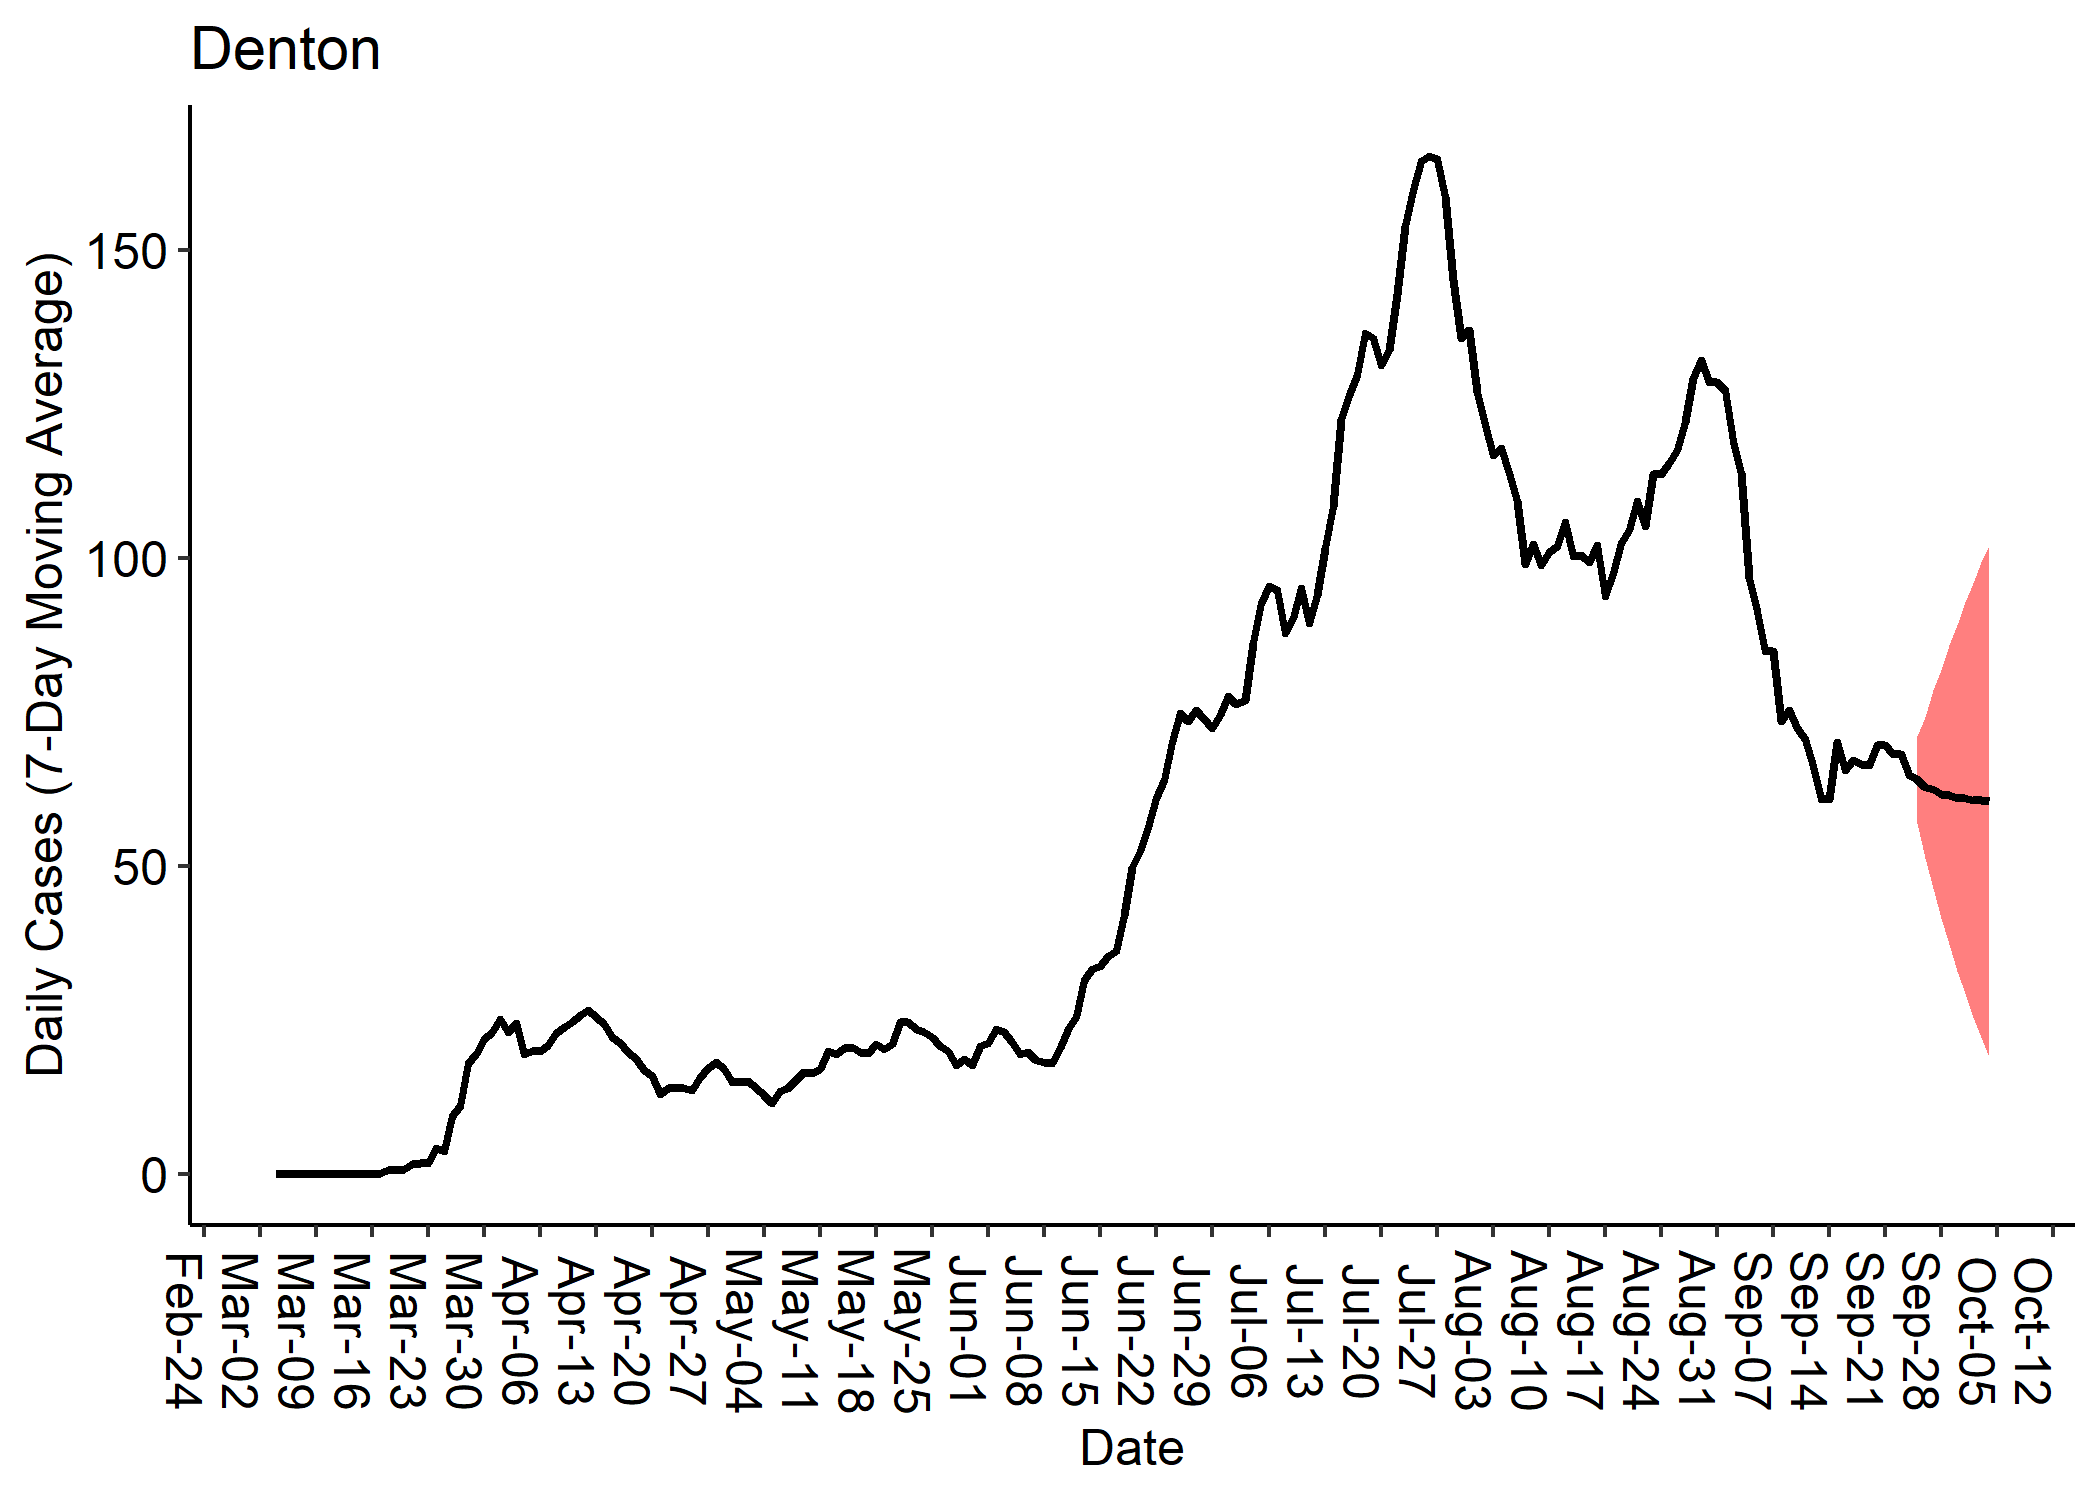 Denton
Daily Cases (7-Day Moving Average)
150
100
50
0
Feb-24
Mar-02
Mar-09
Mar-16
Mar-23
Mar-30
Apr-06
Apr-13
Apr-20
Apr-27
May-04
May-11
May-18
May-25
Jun-01
Jun-08
Jun-15
Jun-22
Jun-29
Jul-06
Jul-13
Jul-20
Jul-27
Aug-03
Aug-10
Aug-17
Aug-24
Aug-31
Sep-07
Sep-14
Sep-21
Sep-28
Oct-05
Oct-12
Date